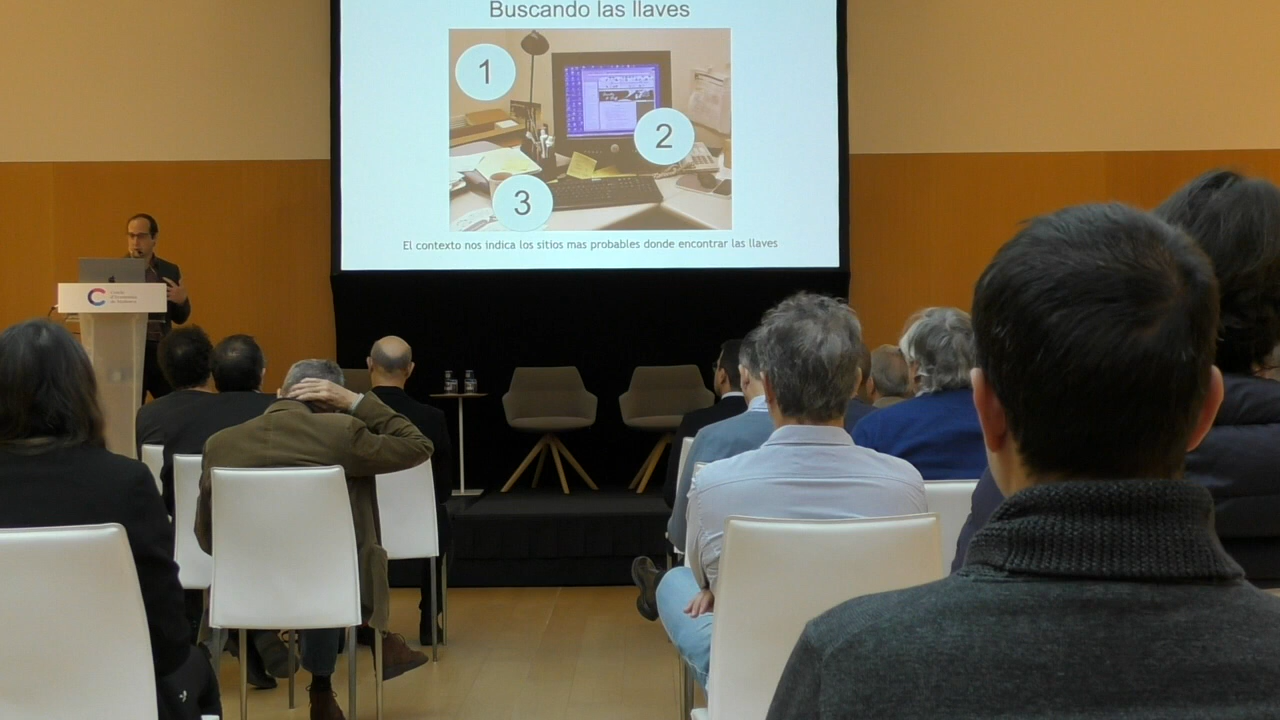 Buscando las llaves
1
2
3
El contexto nos indica los sitios mas probables donde encontrar las llaves